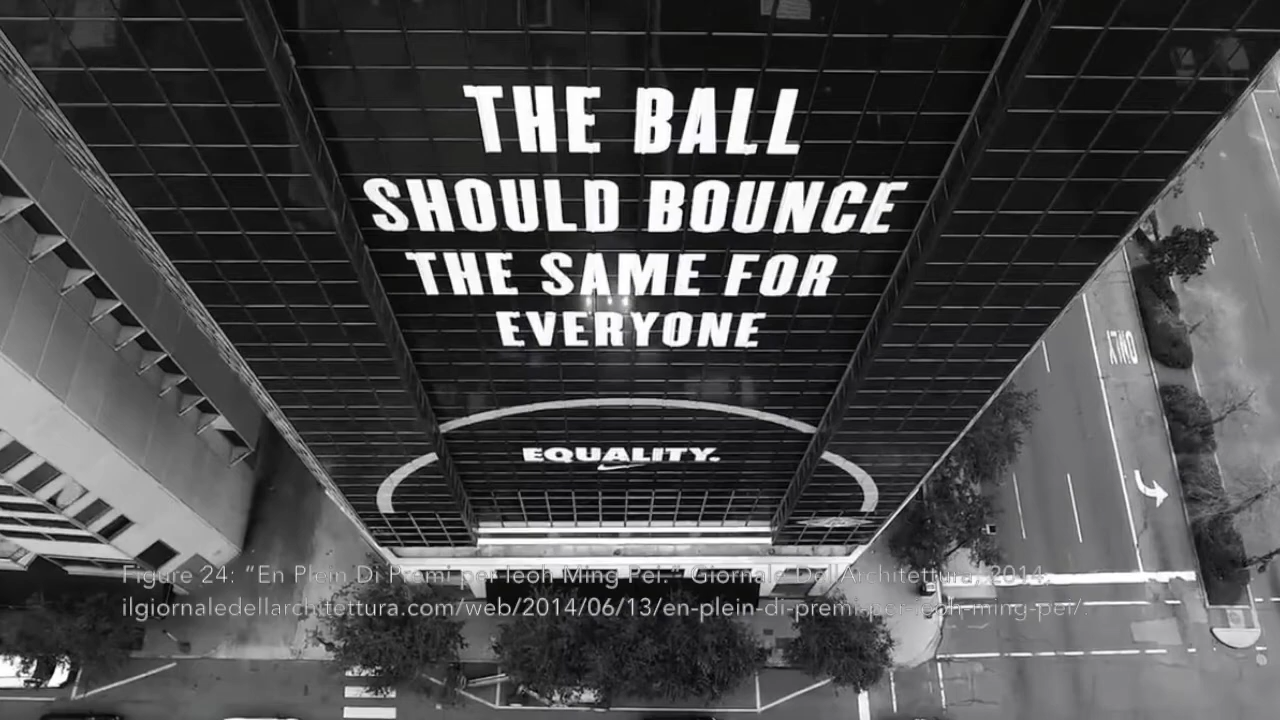 THE BALL
SHOULD BOUNCE
THE SAME FOR
EVERYONE
EQUALITY.
ONLY
Figure 24: “En Plein Di Premi per Ieoh Ming Pei.” Giornale Dell’Architettura, 2014.
ilgiornaledellarchitettura.com/web/2014/06/13/en-plein-di-premi-per-ieoh-ming-pei/.